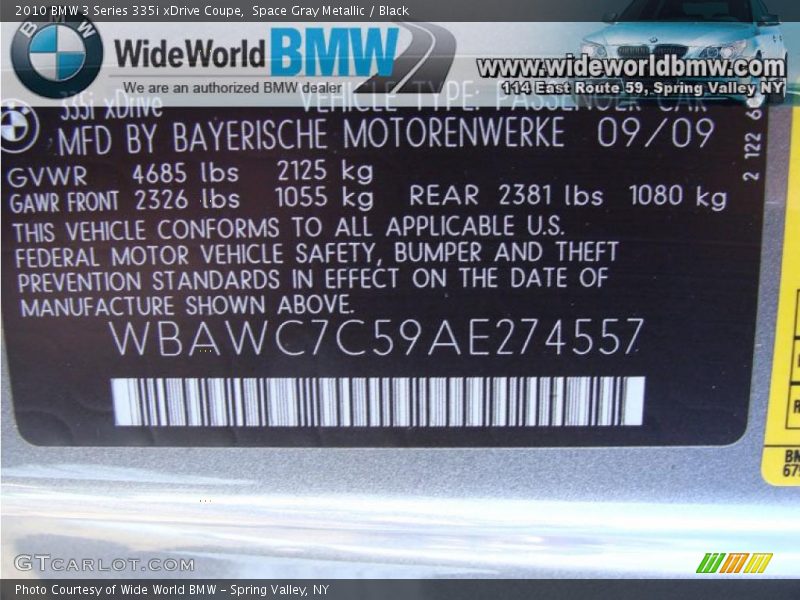 2010 BMW 3 Series 335i xDrive Coupe, Space Gray Metallic / Black
WideWorld BMW
We are an authorized BMW dealer
www.wideworldbmw.com
114 East Route 59, Spring Valley NY
335i xDrive VEHICLE TYPE: PASSENGER CAR
MFD BY BAYERISCHE MOTORENWERKE 09/09
GVWR 4685 lbs 2125 kg
GAWR FRONT 2326 lbs 1055 kg REAR 2381 lbs 1080 kg
THIS VEHICLE CONFORMS TO ALL APPLICABLE U.S.
FEDERAL MOTOR VEHICLE SAFETY, BUMPER AND THEFT
PREVENTION STANDARDS IN EFFECT ON THE DATE OF
MANUFACTURE SHOWN ABOVE.
WBAWC7C59AE274557
2 122
GTCARLOT.COM
Photo Courtesy of Wide World BMW – Spring Valley, NY